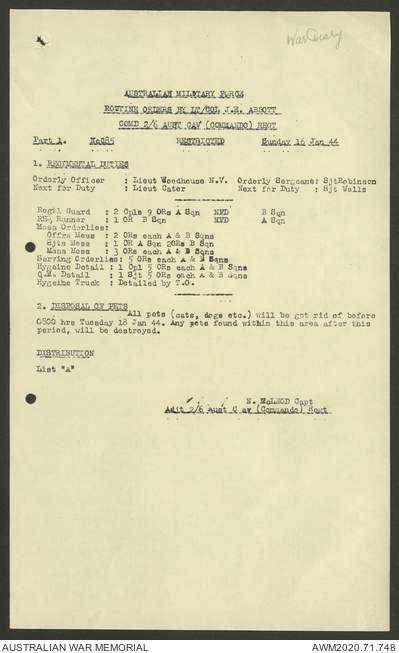 War Diary
AUSTRALIAN MILITARY FORCE
ROUTINE ORDERS BY LT/COL J.E. ABBOTT
COMD 2/6 AUST CAV (COMMANDO) REGT
Part 1. No085 RESTRICTED Sunday 16 Jan 44
1. REGIMENTAL DUTIES
Orderly Officer : Lieut Woodhouse N.V. Orderly Sergeant: SjtRobinson
Next for Duty : Lieut Cater Next for Duty : Sjt Wells
Regtl Guard : 2 Cpls 9 ORs A Sqn NFD B Sqn
RHQ Runner : 1 OR B Sqn NFD A Sqn
Mess Orderlies:
Offrs Mess : 2 ORs each A & B Sqns
Sjts Mess : 1 OR A Sqn 2ORs B Sqn
Mens Mess : 3 ORs each A & B Sqns
Serving Orderlies: 5 ORs each A & B Sqns
Hygeine Detail : 1 Cpl 5 ORs each A & B Sqns
Q.M. Detail : 1 Sjt 5 ORs each A & B Sqns
Hygeihe Truck : Detailed by T.O.
2. DISPOSAL OF PETS
All pets (cats, dogs etc.) will be got rid of before
0800 hrs Tuesday 18 Jan 44. Any pets found within this area after this
period, will be destroyed.
DISTRIBUTION
List "A"
N. McLEOD Capt
Adjt 2/6 Aust C av (Commando) Regt
AUSTRALIAN WAR MEMORIAL
AWM2020.71.748